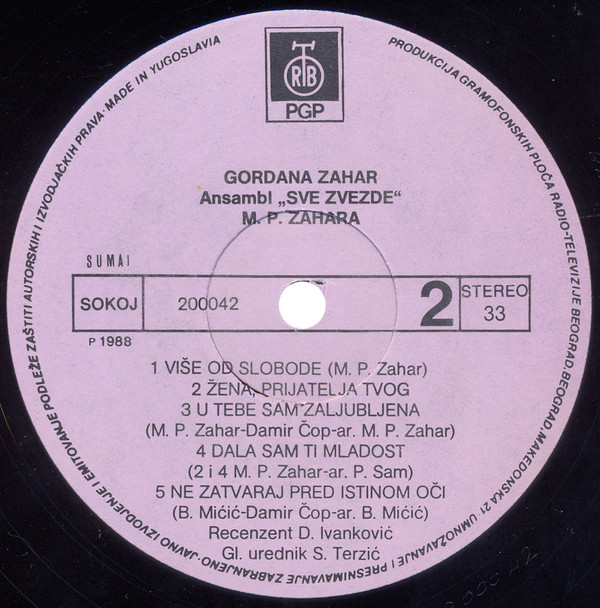 RTB
PGP
PRODUKCIJA GRAMOFONSKIH PLOČA RADIO-TELEVIZIJE BEOGRAD, BEOGRAD, MAKEDONSKA 21 · UMNOŽAVANJE I PRESNIMAVANJE ZABRANJENO · JAVNO IZVODJENJE I EMITOVANJE PODLEŽE ZAŠTITI AUTORSKIH I IZVODJAČKIH PRAVA · MADE IN YUGOSLAVIA
GORDANA ZAHAR
Ansambl „SVE ZVEZDE“
M. P. ZAHARA
SUMAI
SOKOJ 200042 2 STEREO
33
P 1988
1 VIŠE OD SLOBODE (M. P. Zahar)
2 ŽENA, PRIJATELJA TVOG
3 U TEBE SAM ZALJUBLJENA
(M. P. Zahar-Damir Čop-ar. M. P. Zahar)
4 DALA SAM TI MLADOST
(2 i 4 M. P. Zahar-ar. P. Sam)
5 NE ZATVARAJ PRED ISTINOM OČI
(B. Mićić-Damir Čop-ar. B. Mićić)
Recenzent D. Ivanković
Gl. urednik S. Terzić